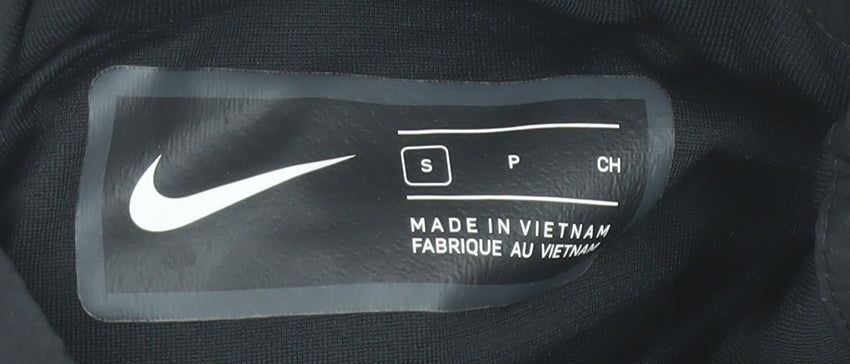 S P CH
MADE IN VIETNAM
FABRIQUE AU VIETNAM